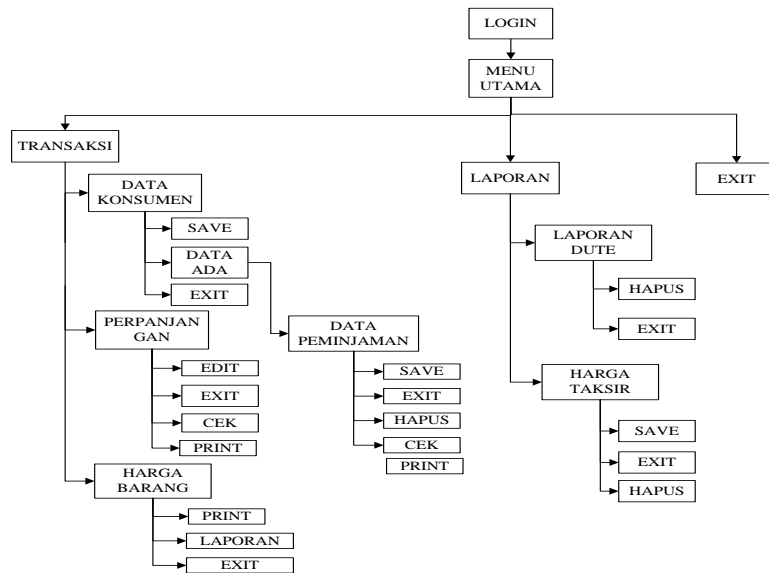 LOGIN
MENU
UTAMA
TRANSAKSI
LAPORAN
EXIT
DATA
KONSUMEN
SAVE
DATA
ADA
EXIT
PERPANJAN
GAN
EDIT
EXIT
CEK
PRINT
HARGA
BARANG
PRINT
LAPORAN
EXIT
DATA
PEMINJAMAN
SAVE
EXIT
HAPUS
CEK
PRINT
LAPORAN
DUTE
HAPUS
EXIT
HARGA
TAKSIR
SAVE
EXIT
HAPUS